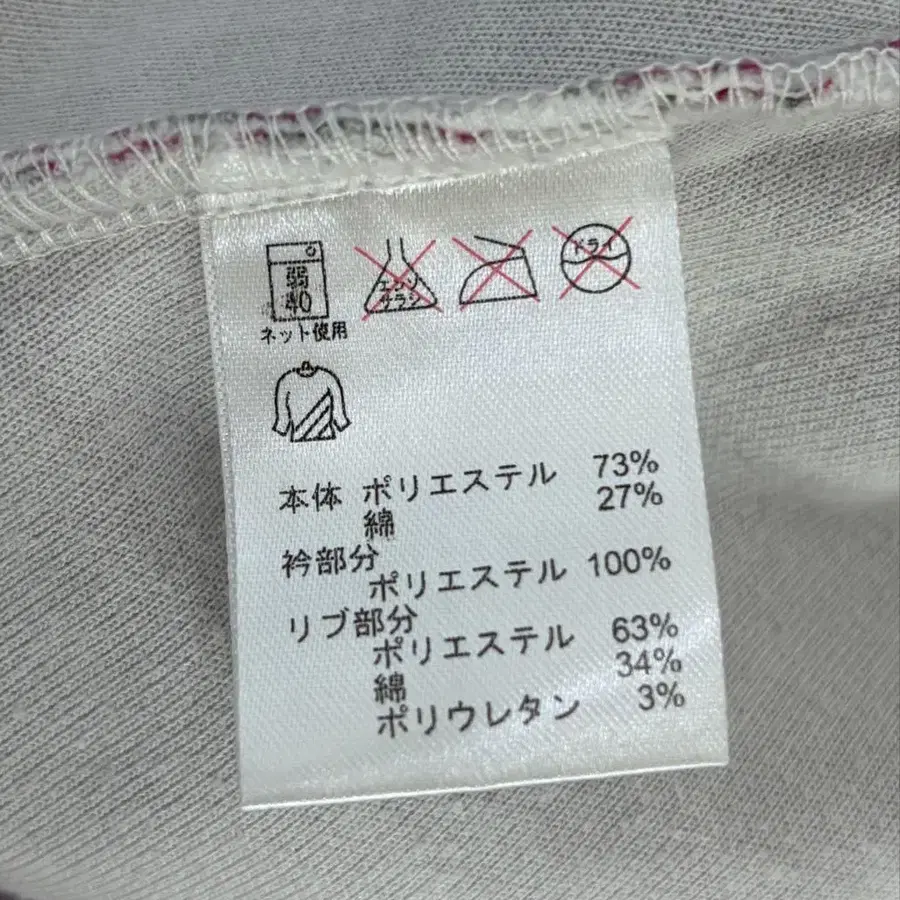 弱
40
ネット使用
エンソ
サラシ
ドライ
本体 ポリエステル 73%
綿 27%
衿部分
ポリエステル 100%
リブ部分
ポリエステル 63%
綿 34%
ポリウレタン 3%